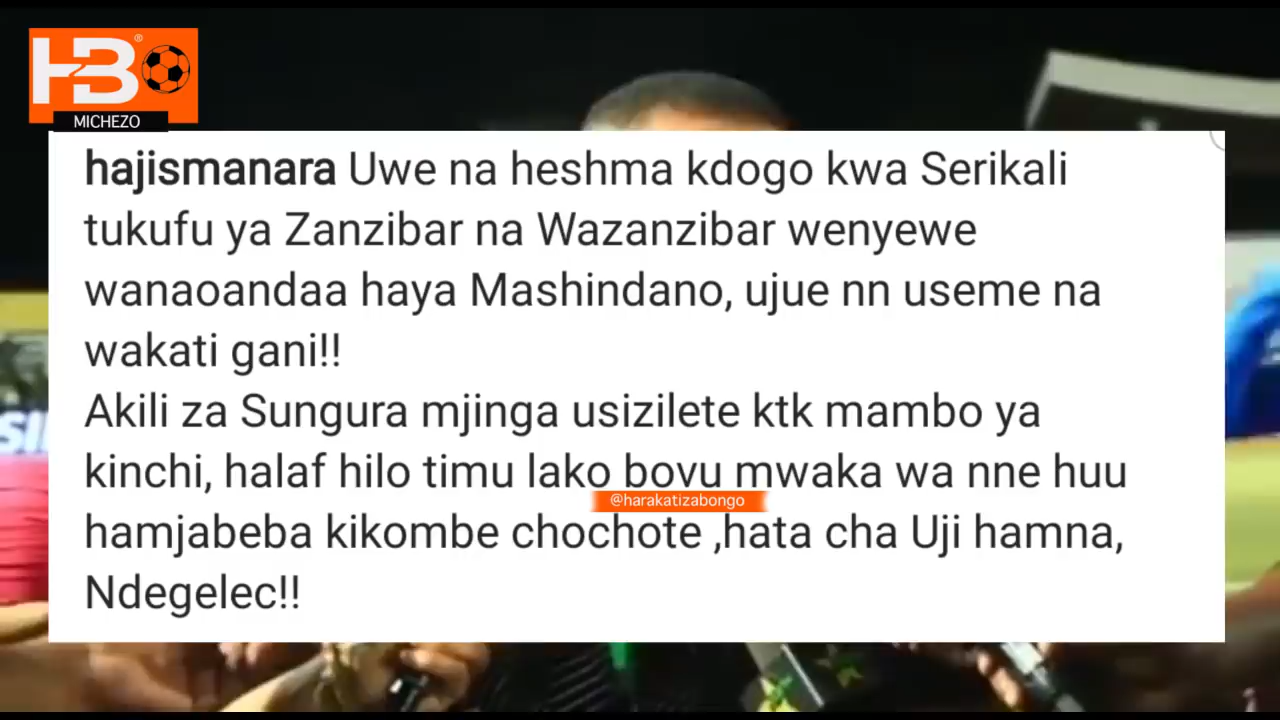 HB®
MICHEZO
hajismanara Uwe na heshma kdogo kwa Serikali
tukufu ya Zanzibar na Wazanzibar wenyewe
wanaoandaa haya Mashindano, ujue nn useme na
wakati gani!!
Akili za Sungura mjinga usizilete ktk mambo ya
kinchi, halaf hilo timu lako bovu mwaka wa nne huu
@harakatizabongo
hamjabeba kikombe chochote ,hata cha Uji hamna,
Ndegelec!!